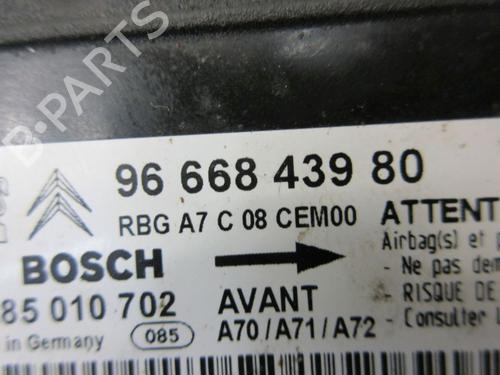 B-PARTS
96 668 439 80
RBG A7 C 08 CEM00
ATTENT
Airbag(s) et
BOSCH
- Ne pas dem
85 010 702
AVANT
- RISQUE DE
in Germany
085
A70/A71/A72
- Consulter